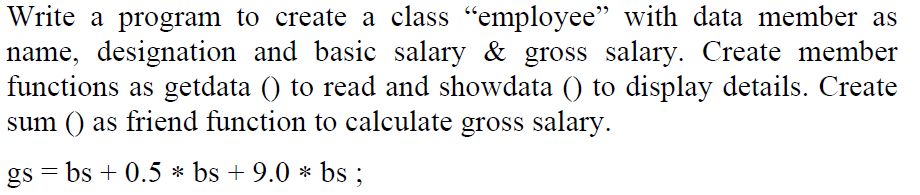 Write a program to create a class “employee” with data member as
name, designation and basic salary & gross salary. Create member
functions as getdata () to read and showdata () to display details. Create
sum () as friend function to calculate gross salary.
gs = bs + 0.5 * bs + 9.0 * bs ;